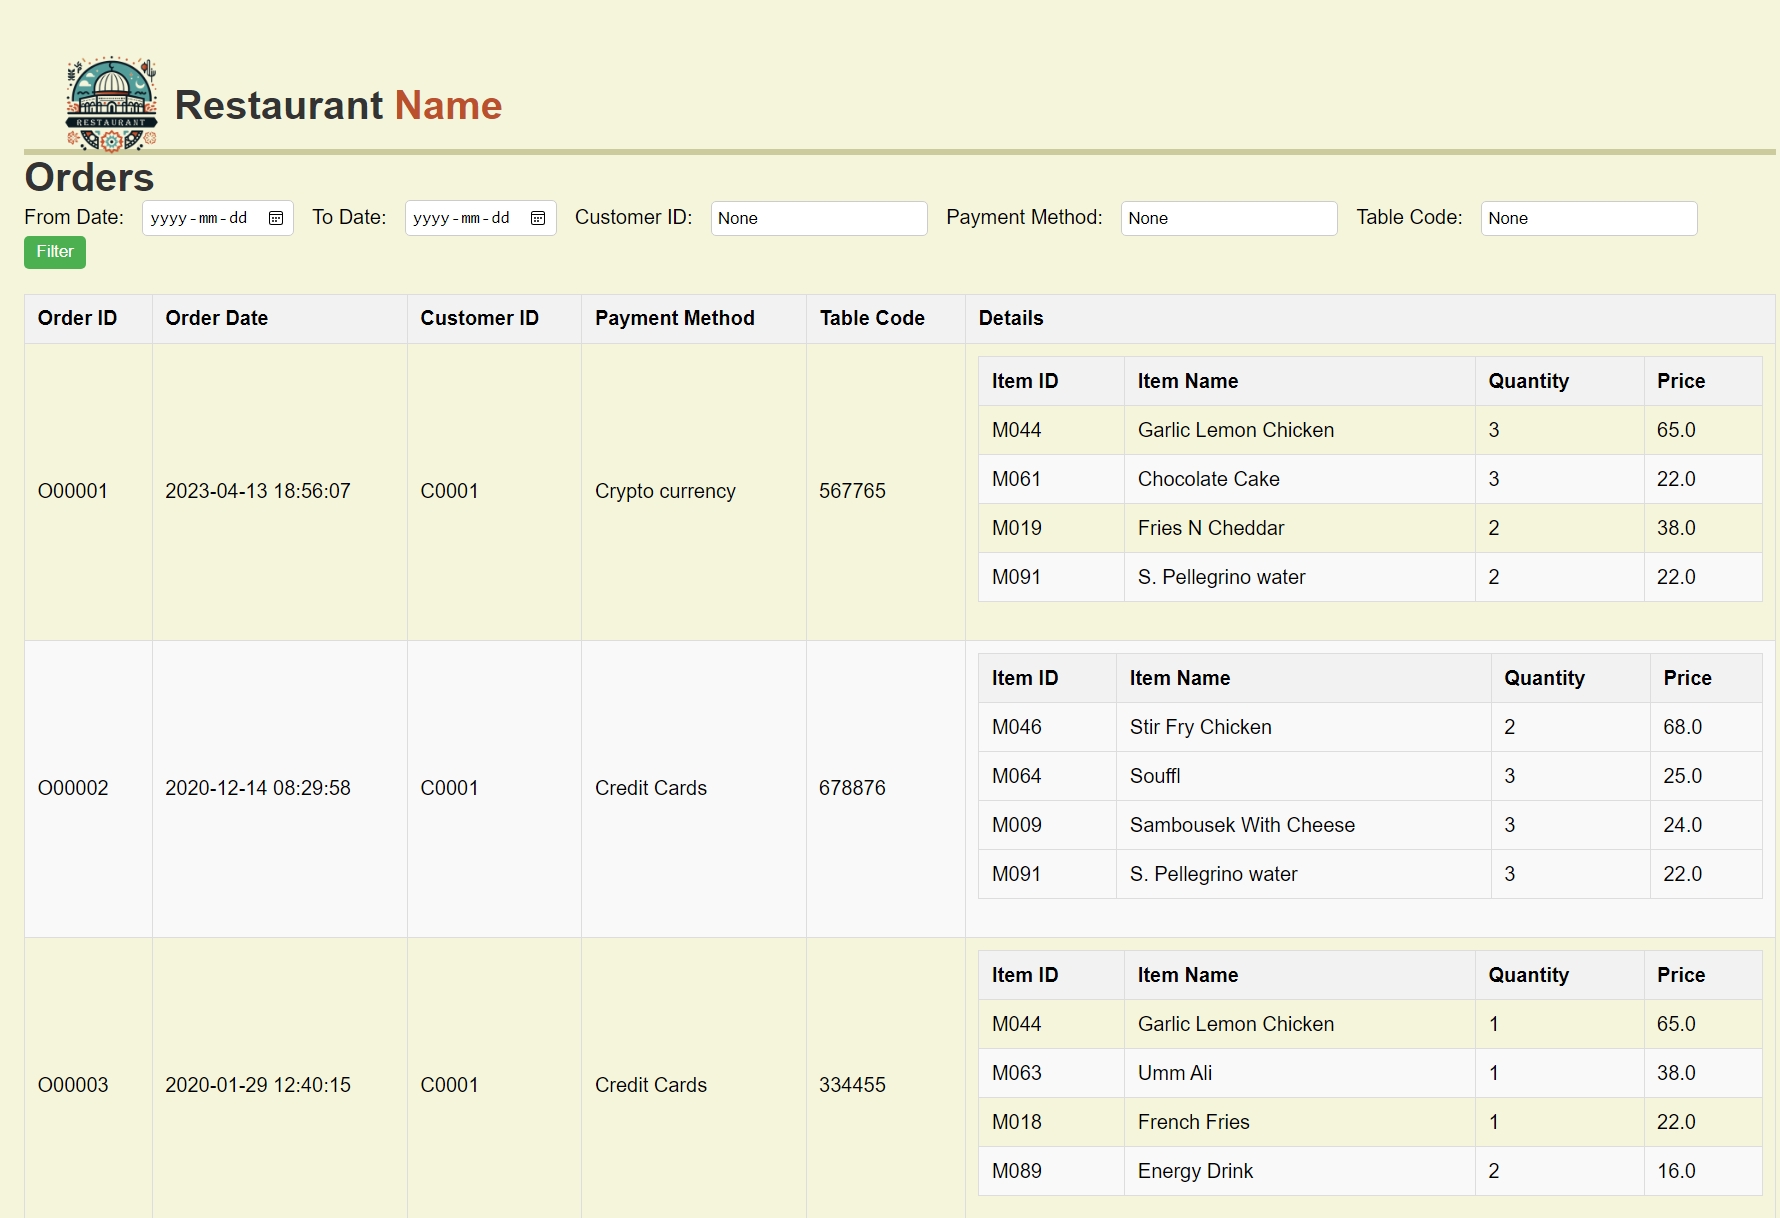 RESTAURANT
Restaurant Name
Orders
From Date: yyyy-mm-dd To Date: yyyy-mm-dd Customer ID: None Payment Method: None Table Code: None
Filter
Order ID Order Date Customer ID Payment Method Table Code Details
Item ID Item Name Quantity Price
M044 Garlic Lemon Chicken 3 65.0
M061 Chocolate Cake 3 22.0
O00001 2023-04-13 18:56:07 C0001 Crypto currency 567765
M019 Fries N Cheddar 2 38.0
M091 S. Pellegrino water 2 22.0
Item ID Item Name Quantity Price
M046 Stir Fry Chicken 2 68.0
M064 Souffl 3 25.0
O00002 2020-12-14 08:29:58 C0001 Credit Cards 678876
M009 Sambousek With Cheese 3 24.0
M091 S. Pellegrino water 3 22.0
Item ID Item Name Quantity Price
M044 Garlic Lemon Chicken 1 65.0
M063 Umm Ali 1 38.0
O00003 2020-01-29 12:40:15 C0001 Credit Cards 334455
M018 French Fries 1 22.0
M089 Energy Drink 2 16.0